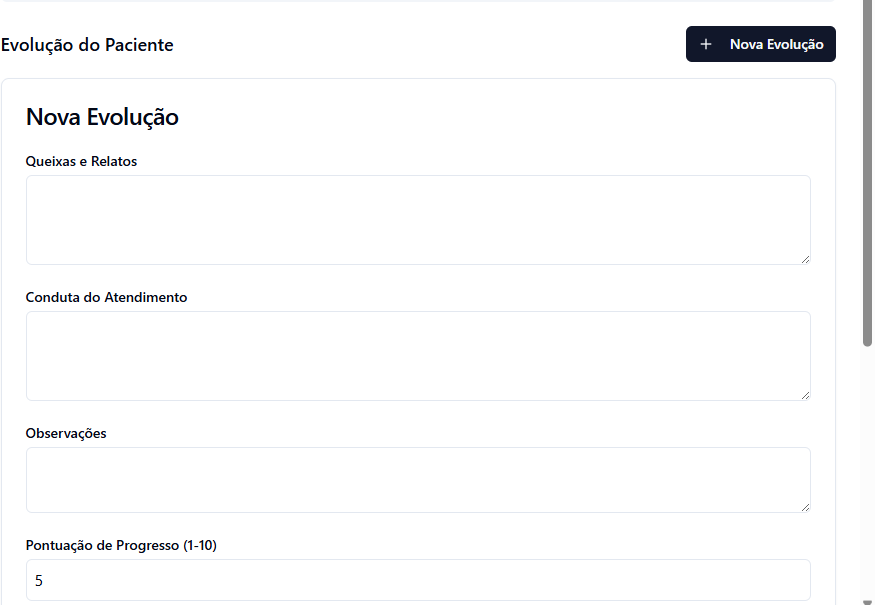 Evolução do Paciente
+ Nova Evolução
Nova Evolução
Queixas e Relatos
Conduta do Atendimento
Observações
Pontuação de Progresso (1-10)
5